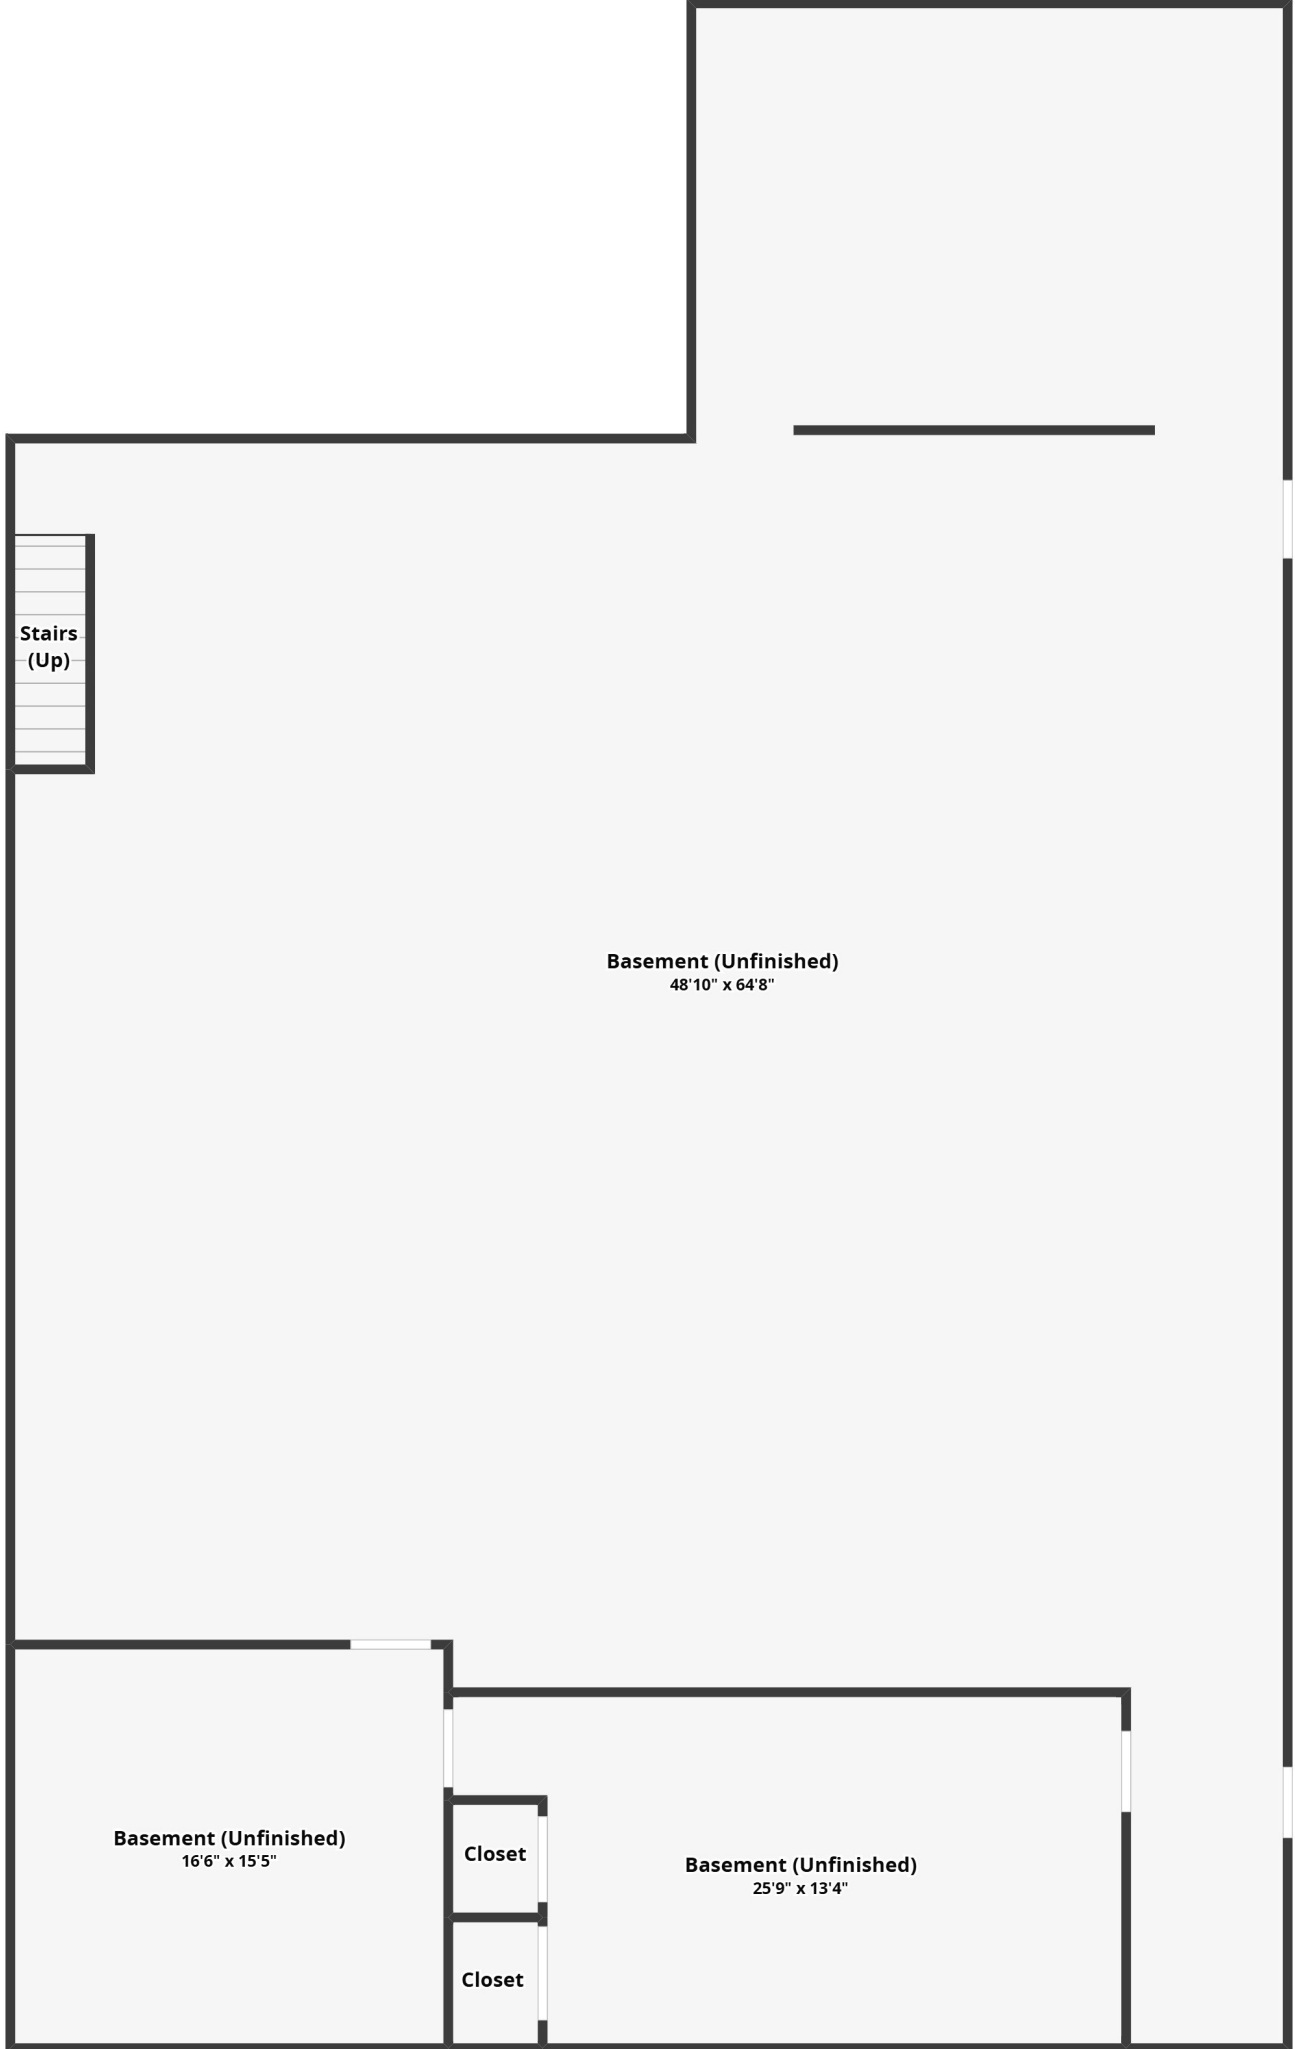 Stairs
(Up)
Basement (Unfinished)
48'10" x 64'8"
Basement (Unfinished)
16'6" x 15'5"
Closet
Basement (Unfinished)
25'9" x 13'4"
Closet